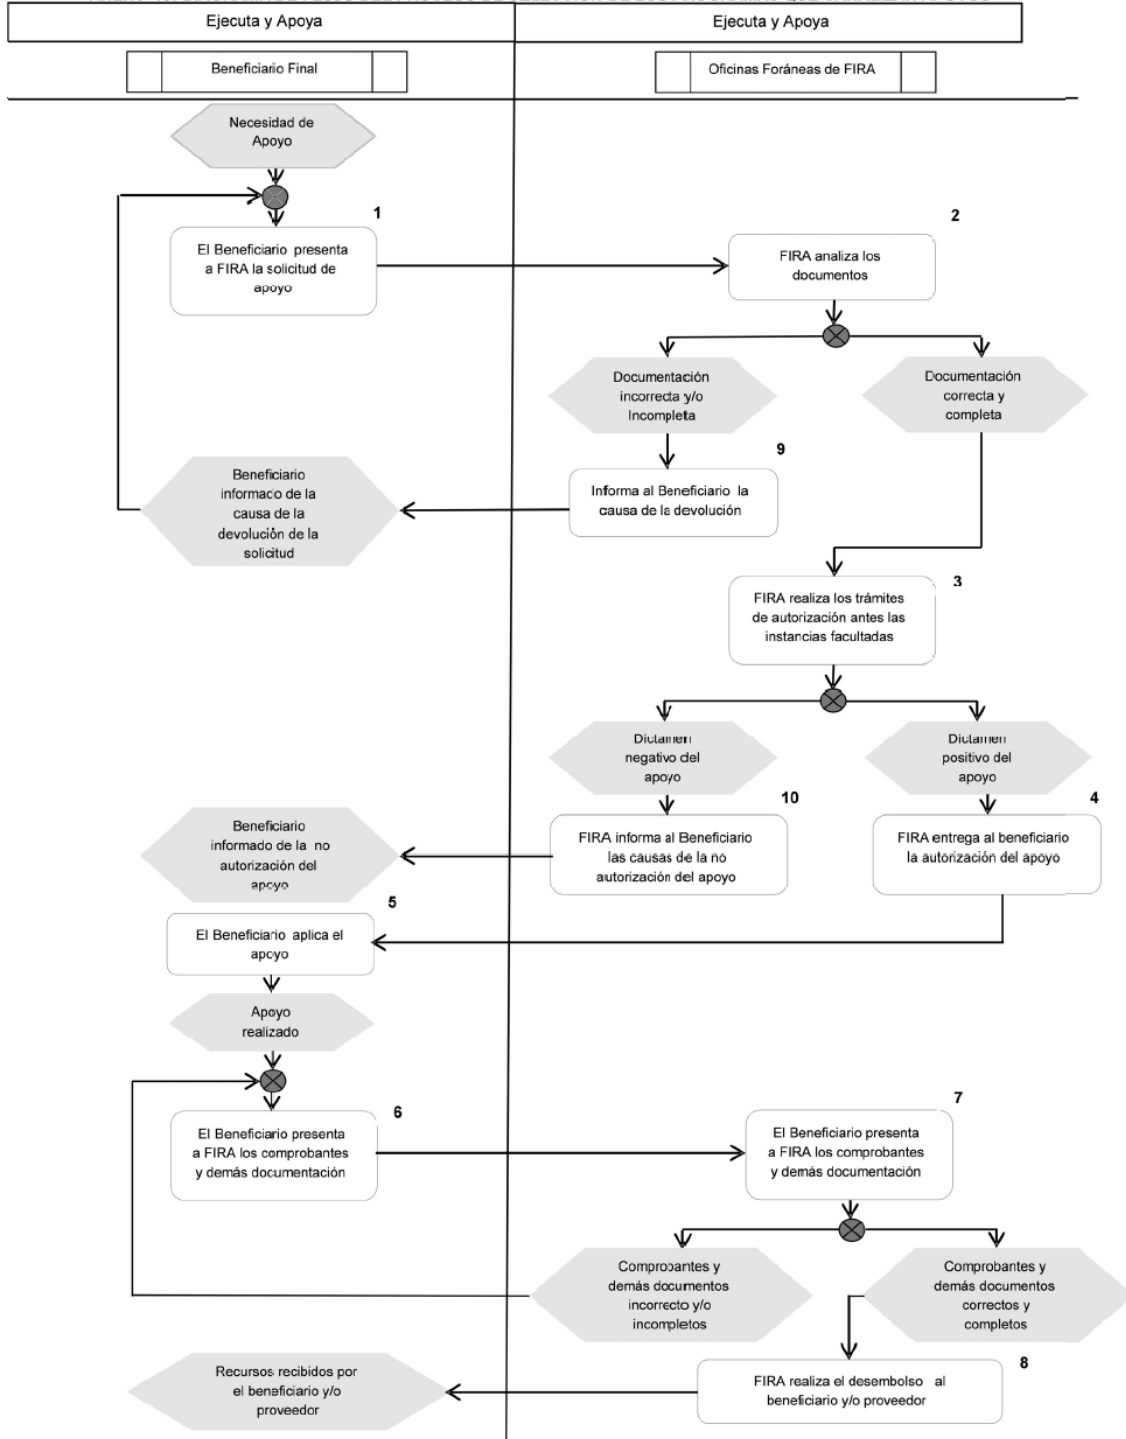 Ejecuta y Apoya
Ejecuta y Apoya
Beneficiario Final
Oficinas Foráneas de FIRA
Necesidad de
Apoyo
1
El Beneficiario presenta
a FIRA la solicitud de
apoyo
2
FIRA analiza los
documentos
Documentación
incorrecta y/o
Incompleta
Documentación
correcta y
completa
9
Informa al Beneficiario la
causa de la devolución
Beneficiario
informado de la
causa de la
devolución de la
solicitud
3
FIRA realiza los trámites
de autorización antes las
instancias facultadas
Dictamen
negativo del
apoyo
Dictamen
positivo del
apoyo
10
FIRA informa al Beneficiario
las causas de la no
autorización del apoyo
4
FIRA entrega al beneficiario
la autorización del apoyo
Beneficiario
informado de la no
autorización del
apoyo
5
El Beneficiario aplica el
apoyo
Apoyo
realizado
6
El Beneficiario presenta
a FIRA los comprobantes
y demás documentación
7
El Beneficiario presenta
a FIRA los comprobantes
y demás documentación
Comprobantes y
demás documentos
incorrecto y/o
incompletos
Comprobantes y
demás documentos
correctos y
completos
8
FIRA realiza el desembolso al
beneficiario y/o proveedor
Recursos recibidos por
el beneficiario y/o
proveedor